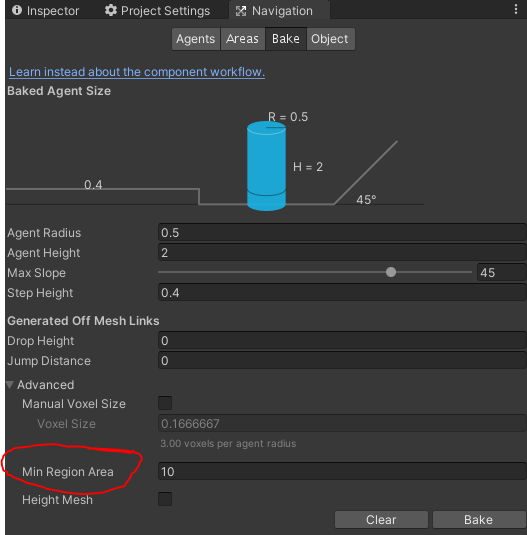 Inspector Project Settings Navigation
Agents Areas Bake Object
Learn instead about the component workflow.
Baked Agent Size
R = 0.5
H = 2
0.4
45°
Agent Radius 0.5
Agent Height 2
Max Slope 45
Step Height 0.4
Generated Off Mesh Links
Drop Height 0
Jump Distance 0
Advanced
Manual Voxel Size
Voxel Size 0.1666667
3.00 voxels per agent radius
Min Region Area 10
Height Mesh
Clear Bake